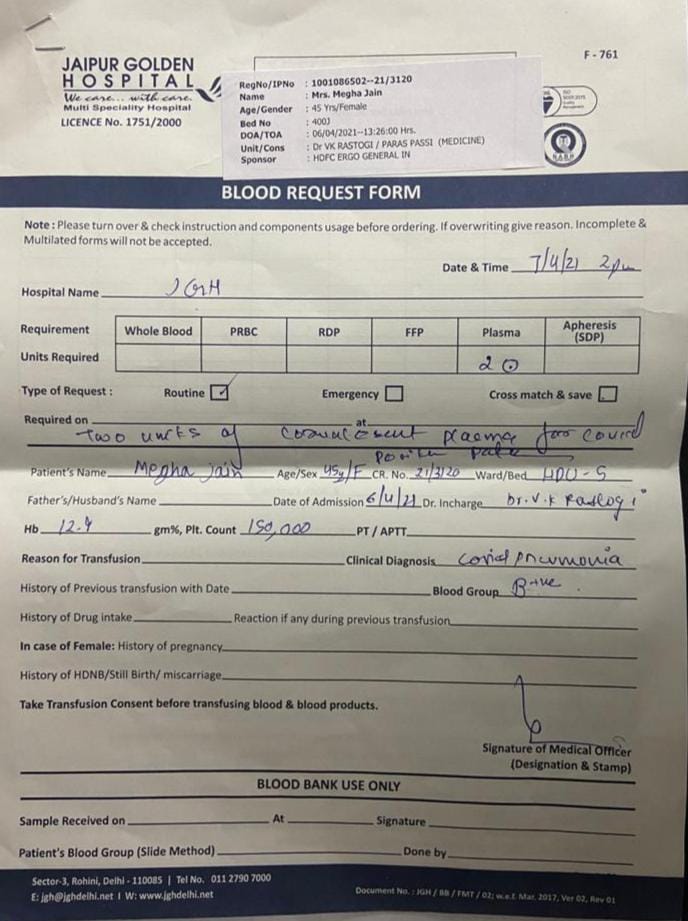 F - 761
JAIPUR GOLDEN
HOSPITAL
We care... with care.
Multi Speciality Hospital
LICENCE No. 1751/2000
RegNo/IPNo : 1001086502--21/3120
Name : Mrs. Megha Jain
Age/Gender : 45 Yrs/Female
Bed No : 400J
DOA/TOA : 06/04/2021--13:26:00 Hrs.
Unit/Cons : Dr VK RASTOGI / PARAS PASSI (MEDICINE)
Sponsor : HDFC ERGO GENERAL IN
N.A.B.H
BLOOD REQUEST FORM
Note : Please turn over & check instruction and components usage before ordering. If overwriting give reason. Incomplete &
Multilated forms will not be accepted.
Date & Time 7/4/21 2pm
Hospital Name JGH
Requirement Whole Blood PRBC RDP FFP Plasma Apheresis (SDP)
Units Required 2
Type of Request : Routine ✓ Emergency Cross match & save
Required on at
Two units of convalescent plasma for covid
positive
Patient's Name Megha Jain Age/Sex 45y/F CR. No. 21/3120 Ward/Bed HDU-5
Father's/Husband's Name Date of Admission 6/4/21 Dr. Incharge Dr. V.K Rastogi
Hb 12.4 gm%, Plt. Count 150,000 PT / APTT
Reason for Transfusion Clinical Diagnosis Covid pneumonia
History of Previous transfusion with Date Blood Group B+ve
History of Drug intake Reaction if any during previous transfusion
In case of Female: History of pregnancy
History of HDNB/Still Birth/ miscarriage
Take Transfusion Consent before transfusing blood & blood products.
Signature of Medical Officer
(Designation & Stamp)
BLOOD BANK USE ONLY
Sample Received on At Signature
Patient's Blood Group (Slide Method) Done by
Sector-3, Rohini, Delhi - 110085 | Tel No. 011 2790 7000
E: jgh@jghdelhi.net I W: www.jghdelhi.net
Document No. : JGH / BB / FMT / 02; w.e.f. Mar. 2017, Ver 02, Rev 01